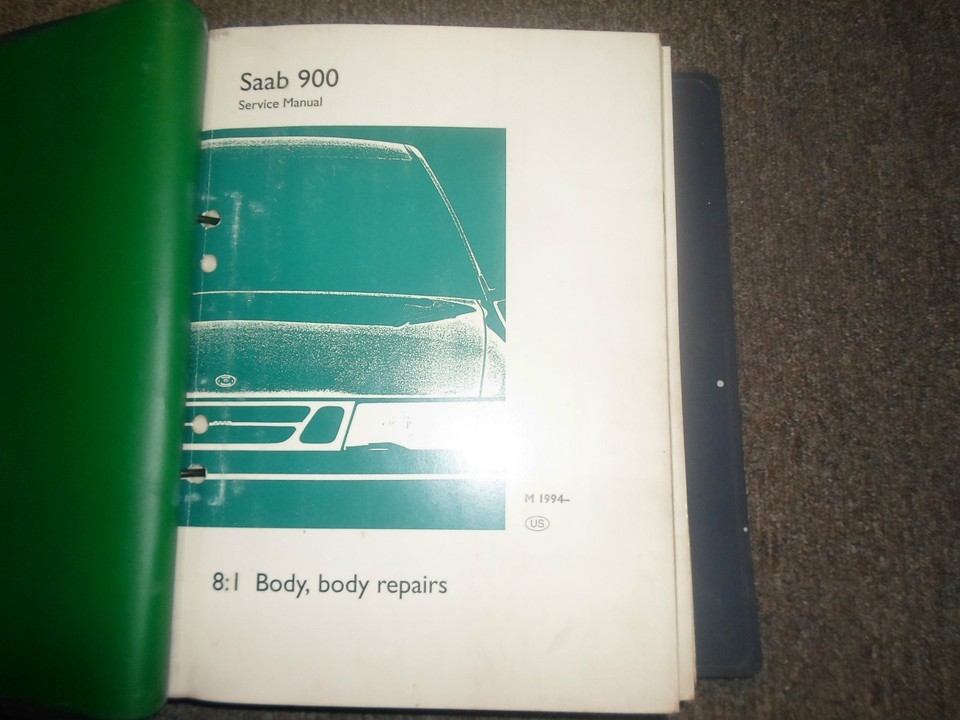 Saab 900
Service Manual
M 1994–
US
8:1 Body, body repairs